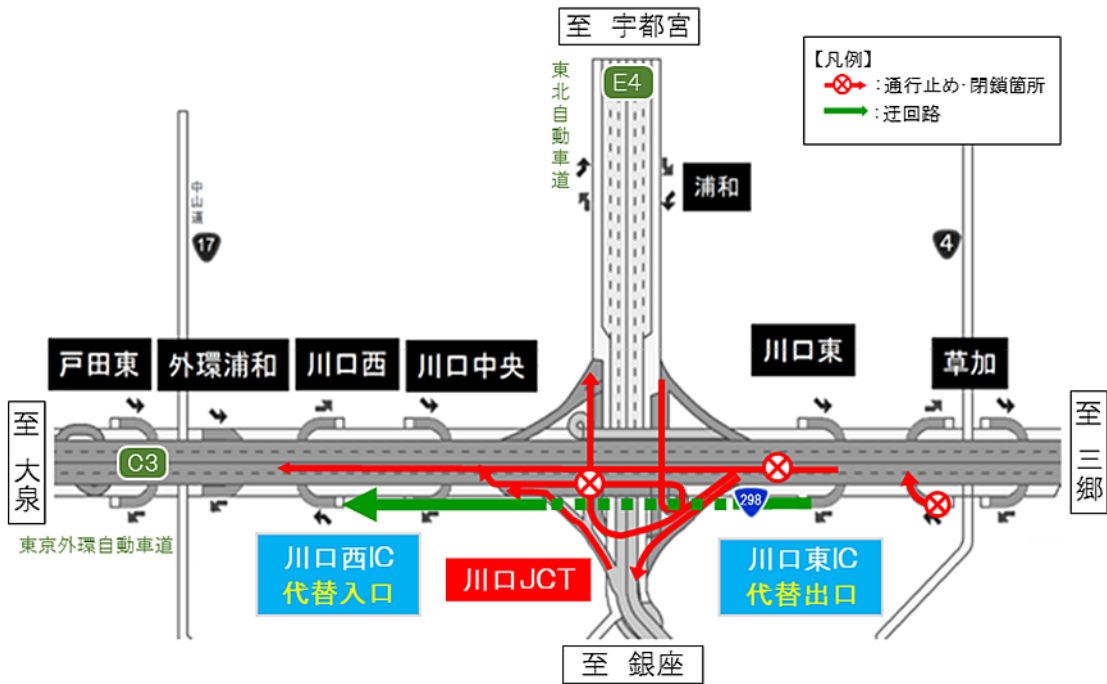 至 宇都宮
【凡例】
:通行止め・閉鎖箇所
:迂回路
東北自動車道
E4
浦和
中山道
17
4
戸田東
外環浦和
川口西
川口中央
川口東
草加
至 大泉
C3
至 三郷
298
東京外環自動車道
川口西IC
代替入口
川口JCT
川口東IC
代替出口
至 銀座